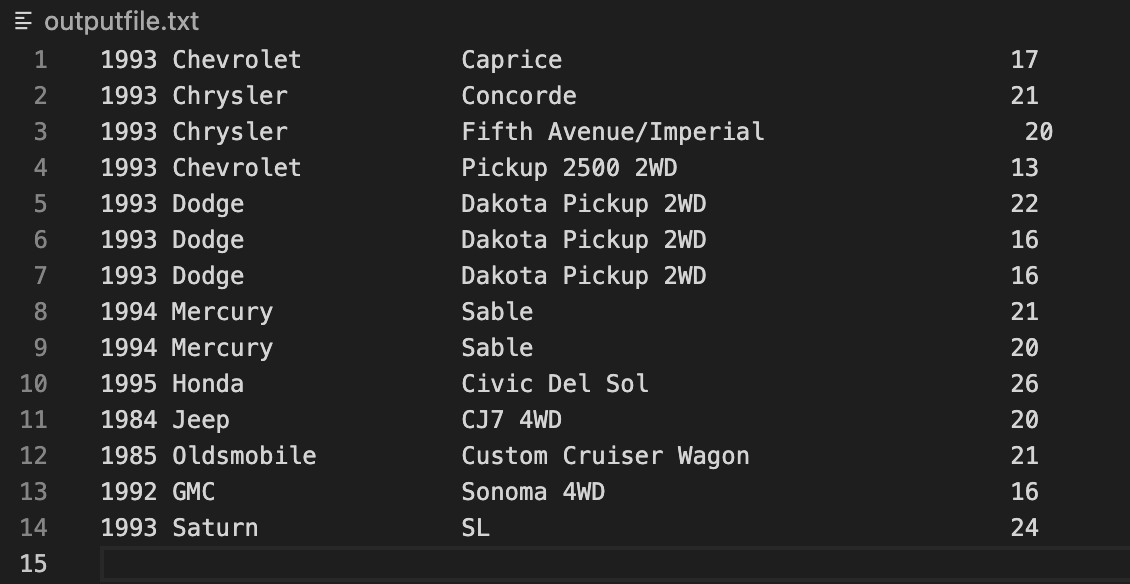 outputfile.txt
1 1993 Chevrolet Caprice 17
2 1993 Chrysler Concorde 21
3 1993 Chrysler Fifth Avenue/Imperial 20
4 1993 Chevrolet Pickup 2500 2WD 13
5 1993 Dodge Dakota Pickup 2WD 22
6 1993 Dodge Dakota Pickup 2WD 16
7 1993 Dodge Dakota Pickup 2WD 16
8 1994 Mercury Sable 21
9 1994 Mercury Sable 20
10 1995 Honda Civic Del Sol 26
11 1984 Jeep CJ7 4WD 20
12 1985 Oldsmobile Custom Cruiser Wagon 21
13 1992 GMC Sonoma 4WD 16
14 1993 Saturn SL 24
15